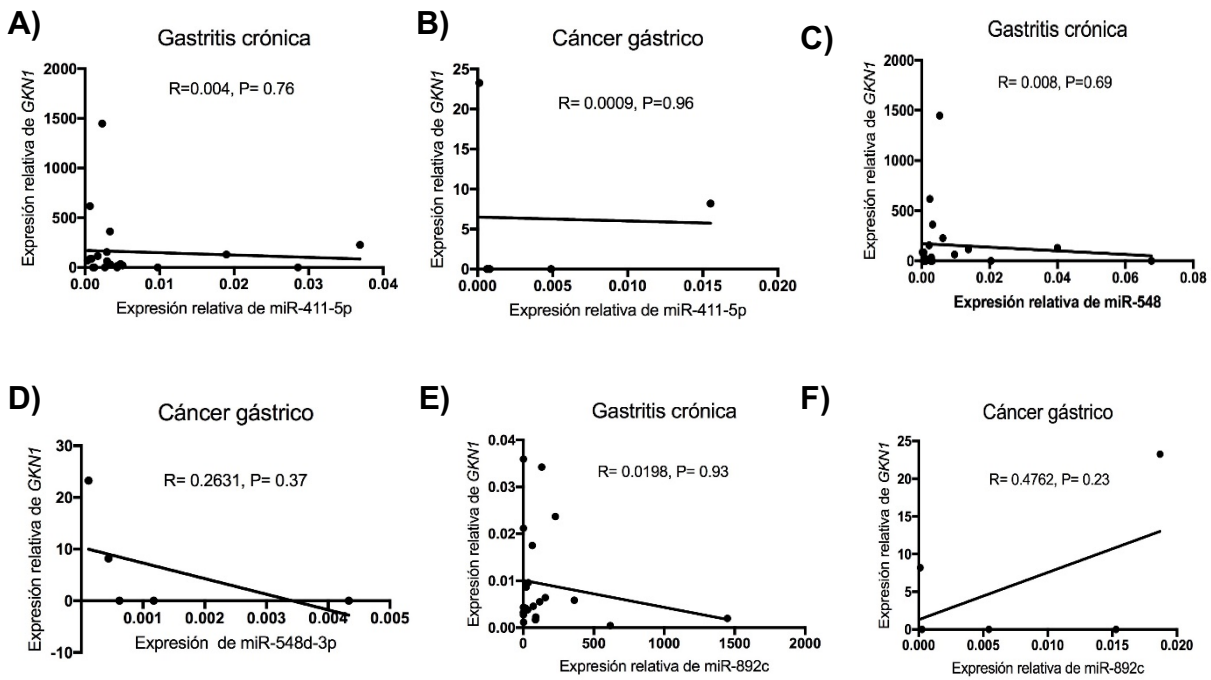 A)
Gastritis crónica
R=0.004, P= 0.76
Expresión relativa de GKN1
2000
1500
1000
500
0
0.00 0.01 0.02 0.03 0.04
Expresión relativa de miR-411-5p
B)
Cáncer gástrico
R= 0.0009, P=0.96
Expresión relativa de GKN1
25
20
15
10
5
0
0.000 0.005 0.010 0.015 0.020
Expresión relativa de miR-411-5p
C)
Gastritis crónica
R= 0.008, P=0.69
Expresión relativa de GKN1
2000
1500
1000
500
0
0.00 0.02 0.04 0.06 0.08
Expresión relativa de miR-548
D)
Cáncer gástrico
R= 0.2631, P= 0.37
Expresión relativa de GKN1
30
20
10
0
-10
0.001 0.002 0.003 0.004 0.005
Expresión de miR-548d-3p
E)
Gastritis crónica
R= 0.0198, P= 0.93
Expresión relativa de GKN1
0.04
0.03
0.02
0.01
0.00
0 500 1000 1500 2000
Expresión relativa de miR-892c
F)
Cáncer gástrico
R= 0.4762, P= 0.23
Expresión relativa de GKN1
25
20
15
10
5
0
0.000 0.005 0.010 0.015 0.020
Expresión relativa de miR-892c